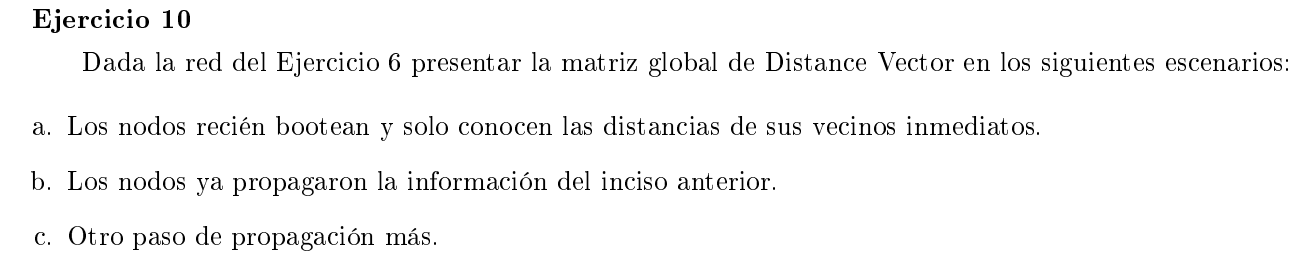 Ejercicio 10
Dada la red del Ejercicio 6 presentar la matriz global de Distance Vector en los siguientes escenarios:
a. Los nodos recién bootean y solo conocen las distancias de sus vecinos inmediatos.
b. Los nodos ya propagaron la información del inciso anterior.
c. Otro paso de propagación más.